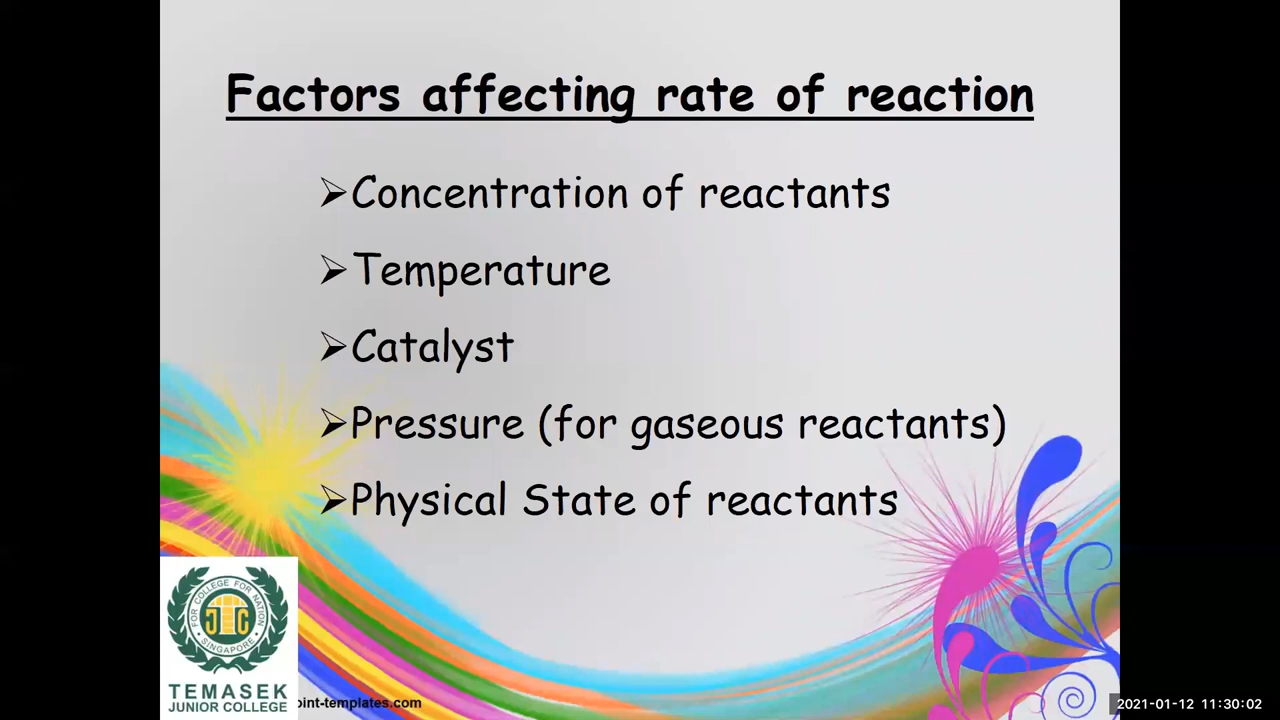 Factors affecting rate of reaction
➢Concentration of reactants
➢Temperature
➢Catalyst
➢Pressure (for gaseous reactants)
➢Physical State of reactants
FOR COLLEGE FOR NATION
JTC
SINGAPORE
TEMASEK
JUNIOR COLLEGE
oint-templates.com
2021-01-12 11:30:02